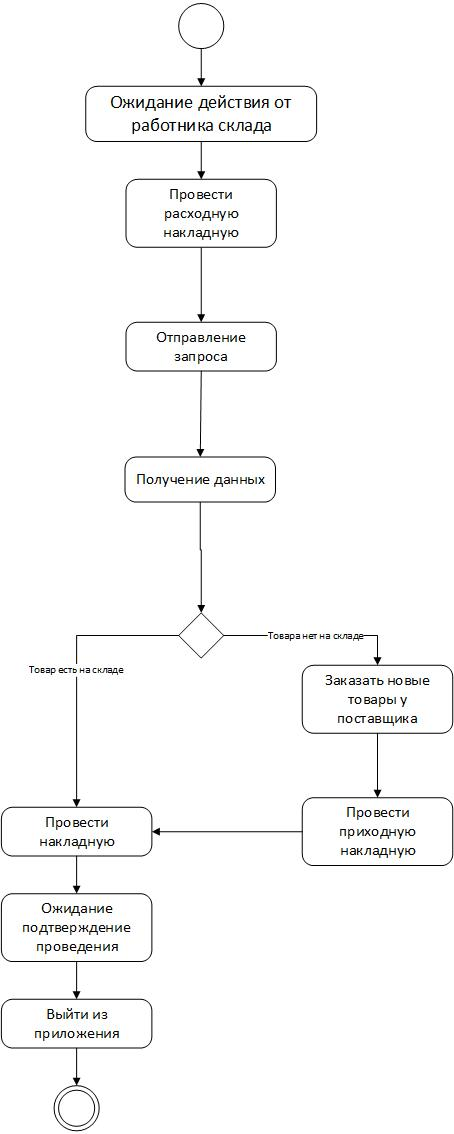 Ожидание действия от
работника склада
Провести
расходную
накладную
Отправление
запроса
Получение данных
Товара нет на складе
Товар есть на складе
Заказать новые
товары у
поставщика
Провести
приходную
накладную
Провести
накладную
Ожидание
подтверждение
проведения
Выйти из
приложения